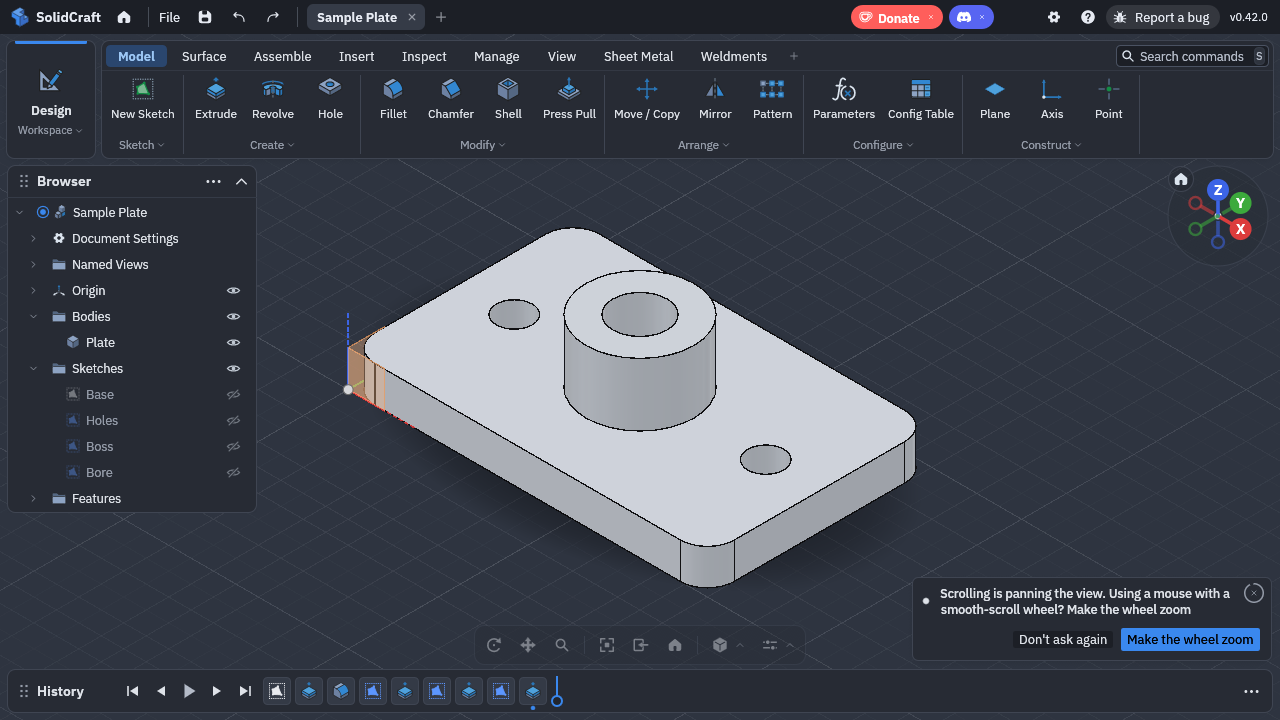 SolidCraft
File
Sample Plate
Donate
Report a bug
v0.42.0
Design
Workspace
Model
Surface
Assemble
Insert
Inspect
Manage
View
Sheet Metal
Weldments
Search commands
S
New Sketch
Extrude
Revolve
Hole
Fillet
Chamfer
Shell
Press Pull
Move / Copy
Mirror
Pattern
Parameters
Config Table
Plane
Axis
Point
Sketch
Create
Modify
Arrange
Configure
Construct
Browser
Sample Plate
Document Settings
Named Views
Origin
Bodies
Plate
Sketches
Base
Holes
Boss
Bore
Features
Z
Y
X
Scrolling is panning the view. Using a mouse with a
smooth-scroll wheel? Make the wheel zoom
Don't ask again
Make the wheel zoom
History